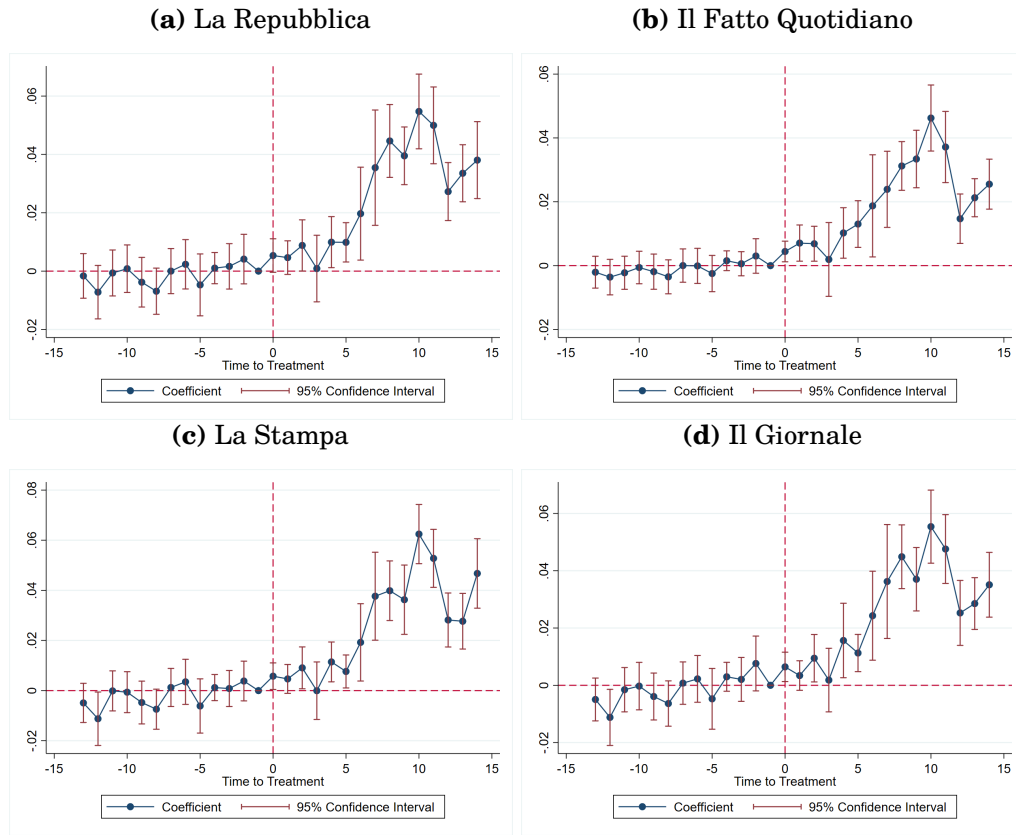 (a) La Repubblica
.06
.04
.02
0
-.02
-15 -10 -5 0 5 10 15
Time to Treatment
Coefficient 95% Confidence Interval
(b) Il Fatto Quotidiano
.06
.04
.02
0
-.02
-15 -10 -5 0 5 10 15
Time to Treatment
Coefficient 95% Confidence Interval
(c) La Stampa
.08
.06
.04
.02
0
-.02
-15 -10 -5 0 5 10 15
Time to Treatment
Coefficient 95% Confidence Interval
(d) Il Giornale
.06
.04
.02
0
-.02
-15 -10 -5 0 5 10 15
Time to Treatment
Coefficient 95% Confidence Interval